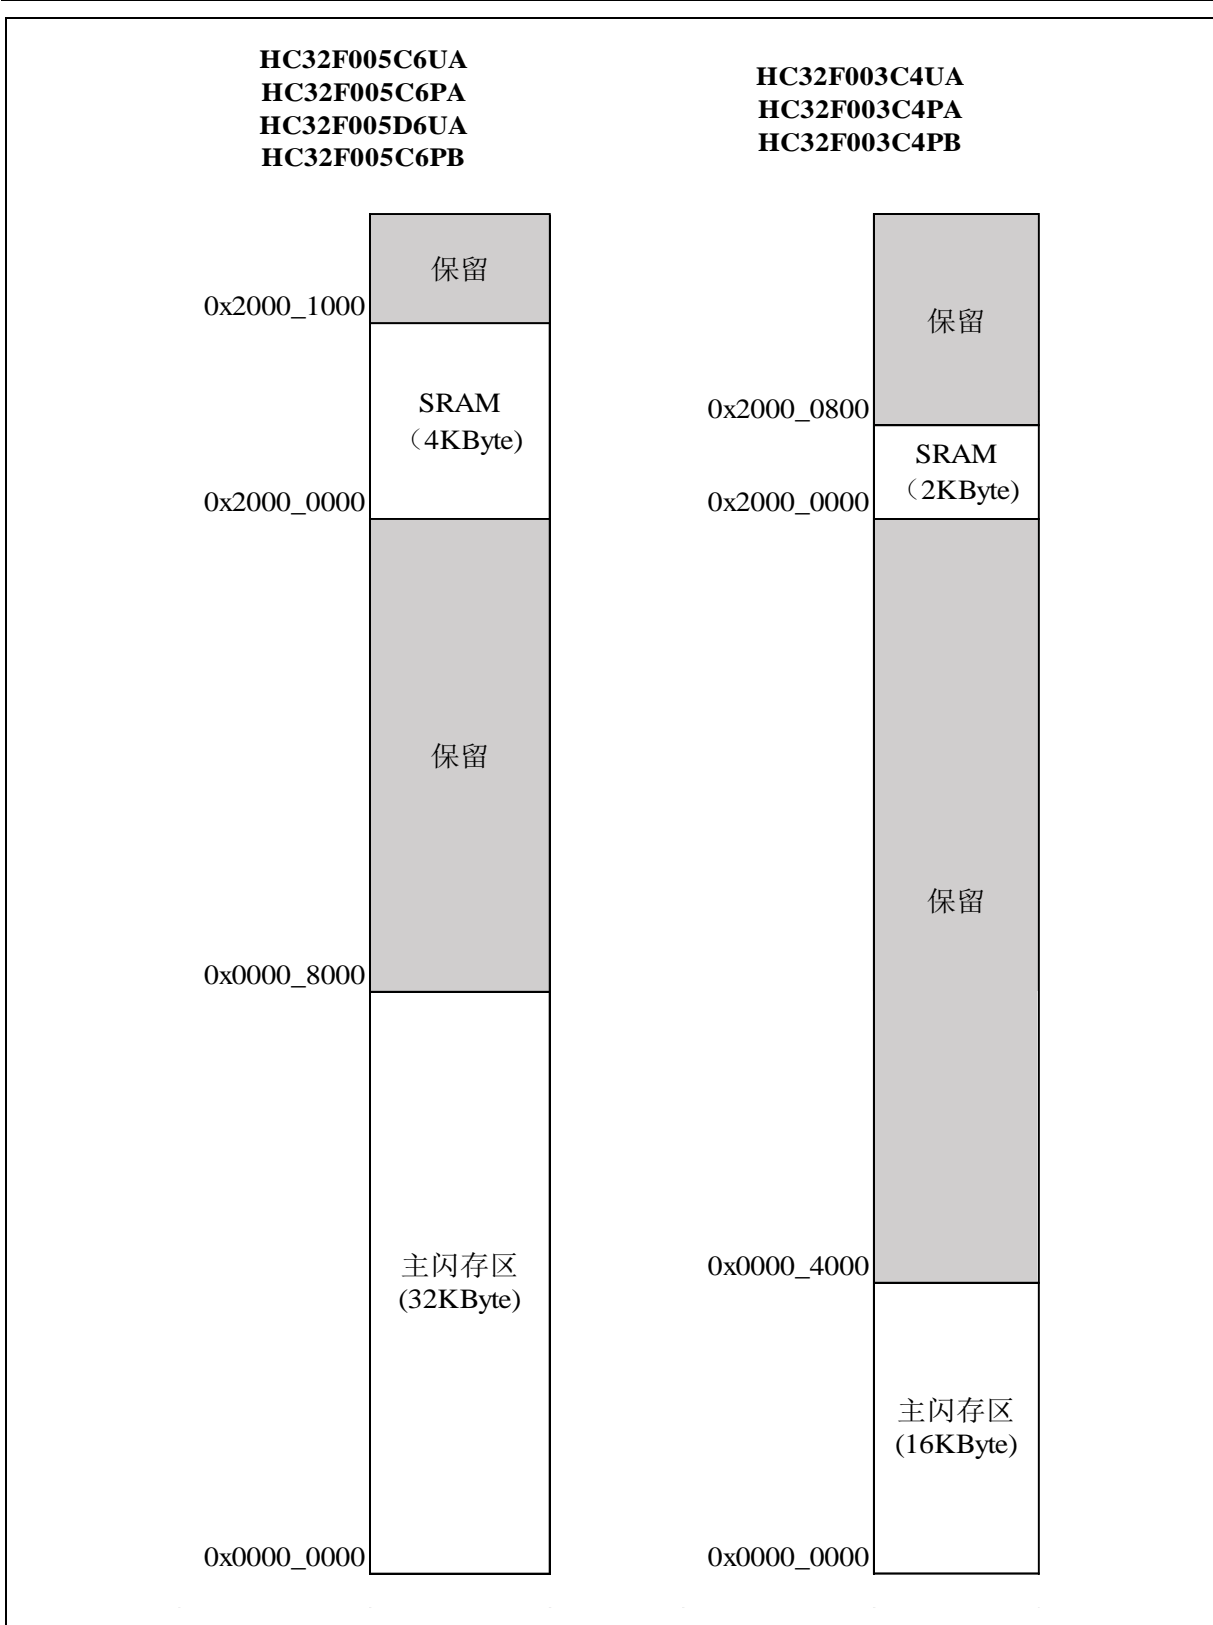 HC32F005C6UA
HC32F005C6PA
HC32F005D6UA
HC32F005C6PB
保留
0x2000_1000
SRAM
（4KByte)
0x2000_0000
保留
0x0000_8000
主闪存区
(32KByte)
0x0000_0000
HC32F003C4UA
HC32F003C4PA
HC32F003C4PB
保留
0x2000_0800
SRAM
（2KByte)
0x2000_0000
保留
0x0000_4000
主闪存区
(16KByte)
0x0000_0000